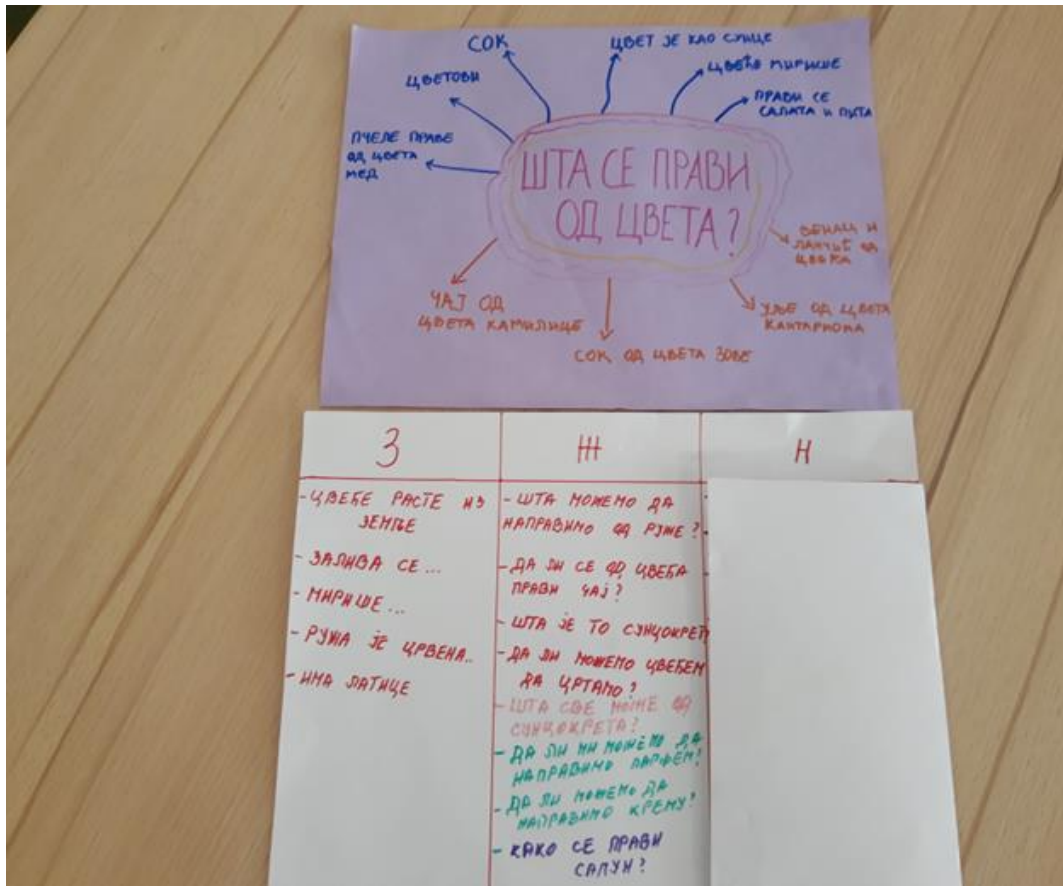 СОК
ЦВЕТ ЈЕ КАО СУНЦЕ
ЦВЕТОВИ
ЦВЕЋЕ МИРИШЕ
ПРАВИ СЕ
САЛАТА И ПИТА
ПЧЕЛЕ ПРАВЕ
ОД ЦВЕТА
МЕД
ШТА СЕ ПРАВИ
ОД ЦВЕТА?
ВЕНАЦ И
ЛАНЧИЋ ОД
ЧАЈ ОД
ЦВЕТА КАМИЛИЦЕ
УЉЕ ОД ЦВЕТА
КАНТАРИОНА
СОК ОД ЦВЕТА ЗОВЕ
З
- ЦВЕЋЕ РАСТЕ ИЗ
ЗЕМЉЕ
- ЗАЛИВА СЕ...
- МИРИШЕ...
- РУЖА ЈЕ ЦРВЕНА..
- ИМА ЛАТИЦЕ
Ж
- ШТА МОЖЕМО ДА
НАПРАВИМО ОД РУЖЕ?
- ДА ЛИ СЕ ОД ЦВЕЋА
ПРАВИ ЧАЈ?
- ШТА ЈЕ ТО СУНЦОКРЕТ
- ДА ЛИ МОЖЕМО ЦВЕЋЕМ
ДА ЦРТАМО?
- ШТА СВЕ МОЖЕ ОД
СУНЦОКРЕТА?
- ДА ЛИ МИ МОЖЕМО ДА
НАПРАВИМО ПАРФЕМ?
- ДА ЛИ МОЖЕМО ДА
НАПРАВИМО КРЕМУ?
- КАКО СЕ ПРАВИ
САПУН?
Н